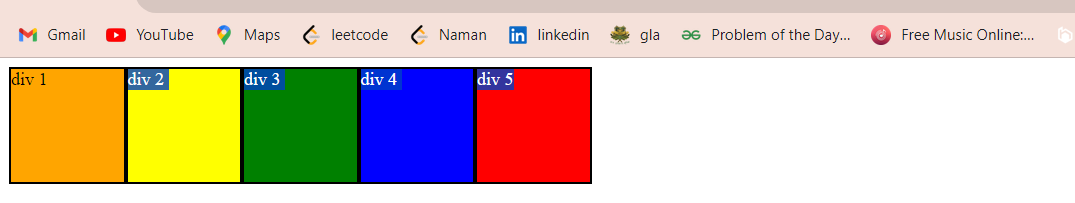 Gmail YouTube Maps leetcode Naman linkedin gla Problem of the Day... Free Music Online:...
div 1 div 2 div 3 div 4 div 5